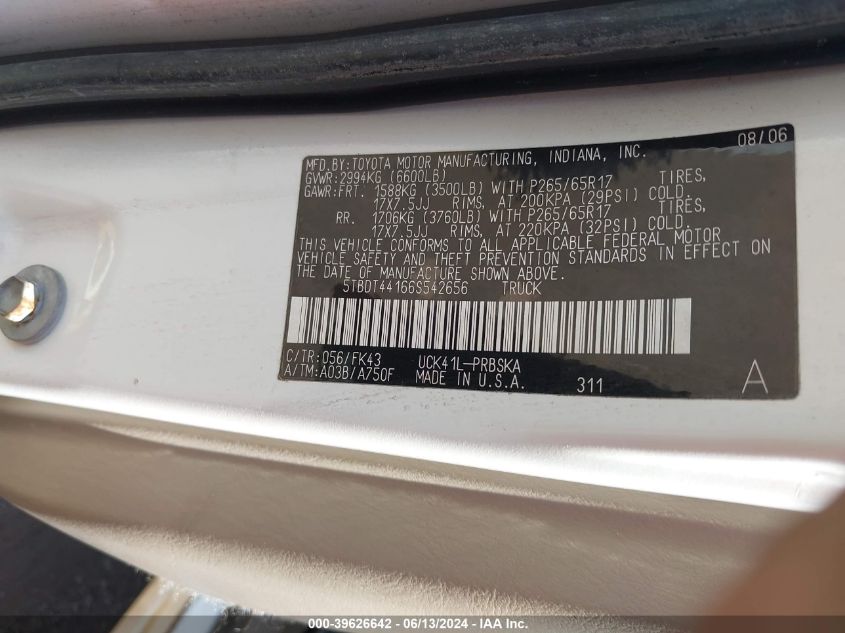 08/06
MFD.BY:TOYOTA MOTOR MANUFACTURING, INDIANA, INC.
GVWR:2994KG (6600LB)
GAWR:FRT. 1588KG (3500LB) WITH P265/65R17 TIRES,
17X7.5JJ RIMS, AT 200KPA (29PSI) COLD.
RR. 1706KG (3760LB) WITH P265/65R17 TIRES,
17X7.5JJ RIMS, AT 220KPA (32PSI) COLD.
THIS VEHICLE CONFORMS TO ALL APPLICABLE FEDERAL MOTOR
VEHICLE SAFETY AND THEFT PREVENTION STANDARDS IN EFFECT ON
THE DATE OF MANUFACTURE SHOWN ABOVE.
5TBDT44166S542656 TRUCK
C/TR:056/FK43 UCK41L-PRBSKA
A/TM:A03B/A750F MADE IN U.S.A. 311 A
000-39626642 - 06/13/2024 - IAA Inc.